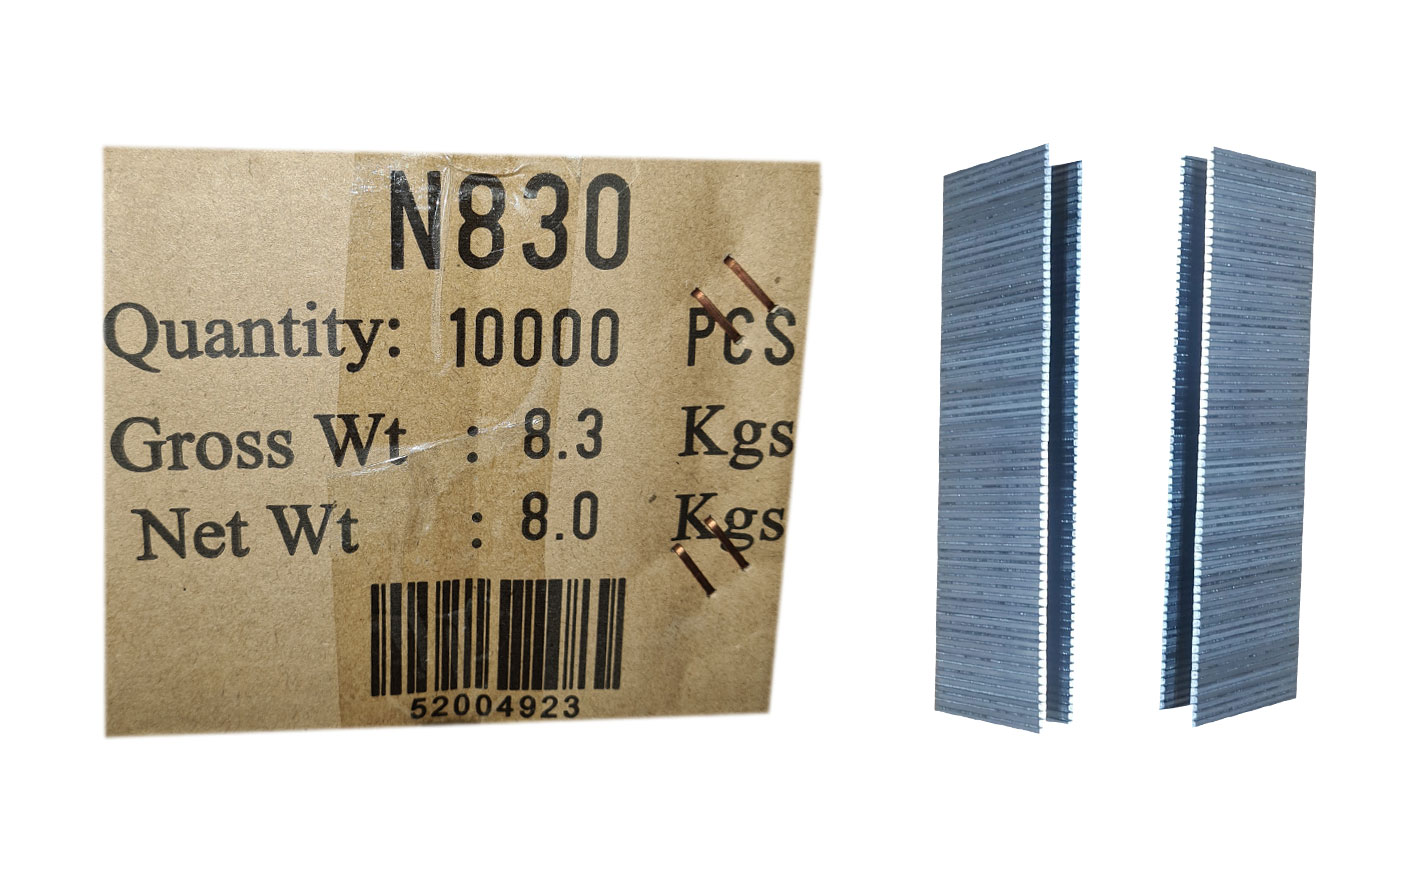 N830
Quantity: 10000 PCS
Gross Wt : 8.3 Kgs
Net Wt : 8.0 Kgs
52004923